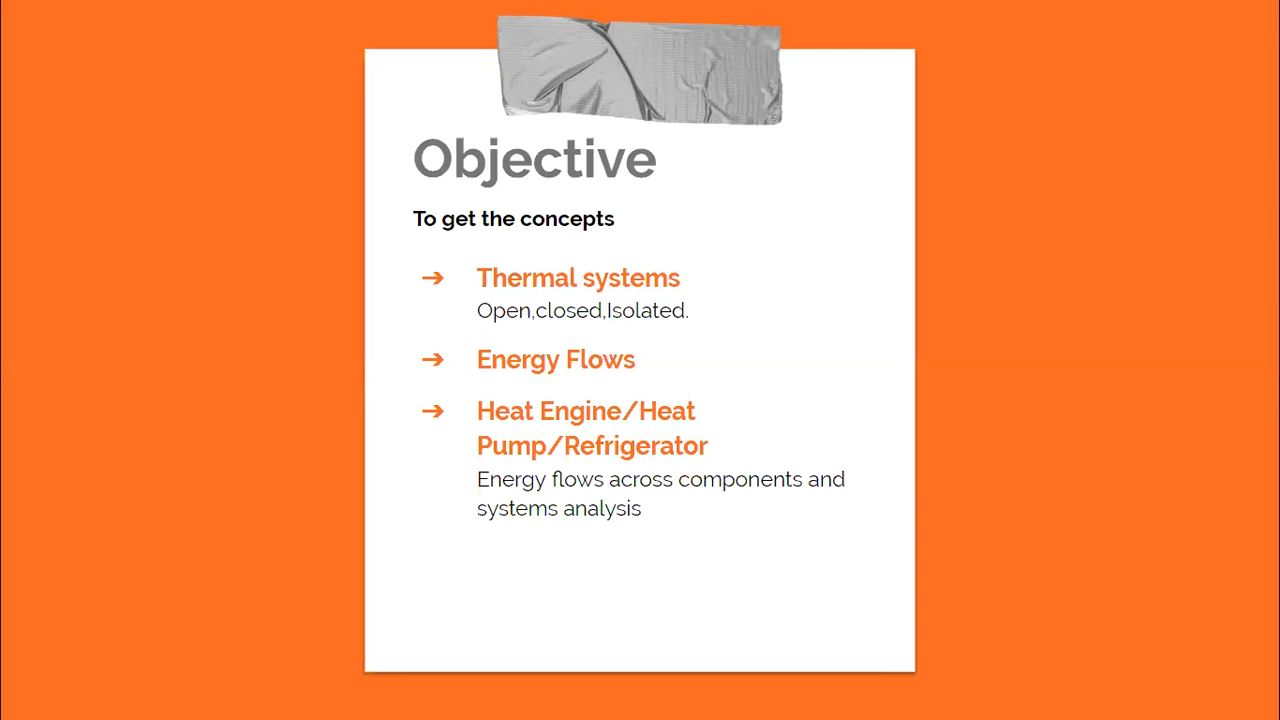 Objective
To get the concepts
➔ Thermal systems
Open,closed,Isolated.
➔ Energy Flows
➔ Heat Engine/Heat
Pump/Refrigerator
Energy flows across components and
systems analysis